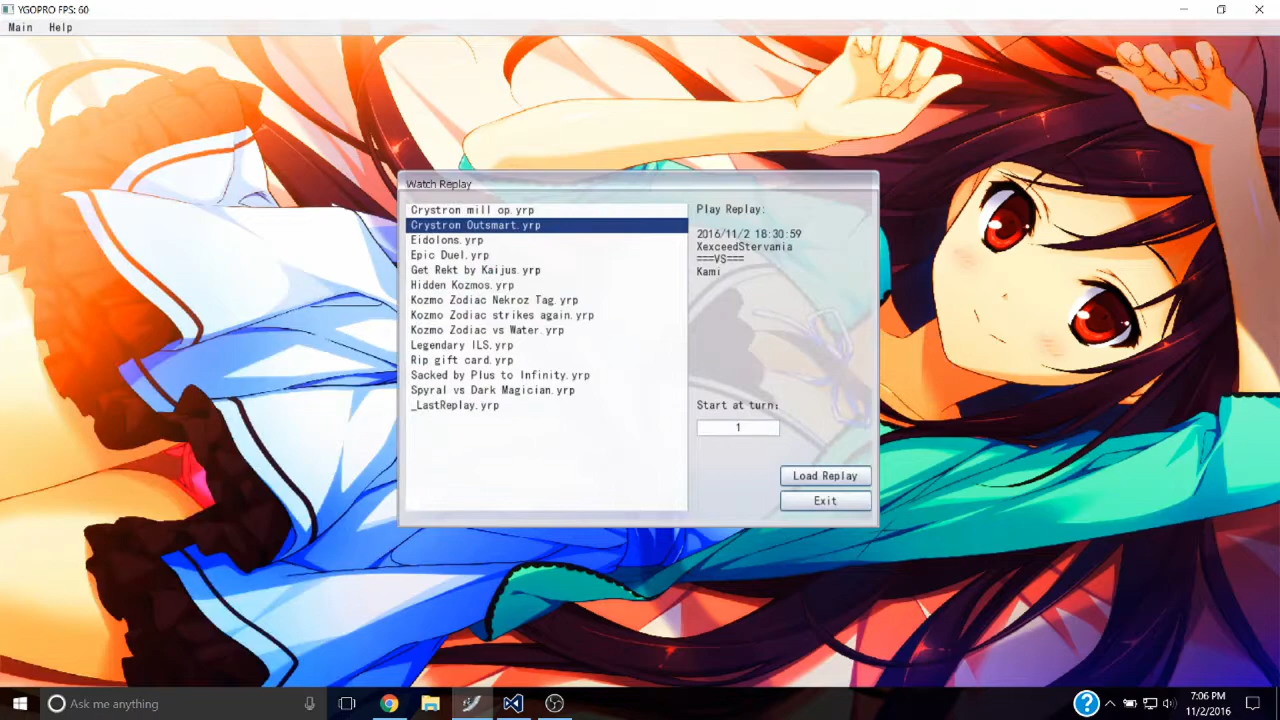 YGOPRO FPS: 60
Main Help
Watch Replay
Crystron mill op.yrp
Crystron Outsmart.yrp
Eidolons.yrp
Epic Duel.yrp
Get Rekt by Kaijus.yrp
Hidden Kozmos.yrp
Kozmo Zodiac Nekroz Tag.yrp
Kozmo Zodiac strikes again.yrp
Kozmo Zodiac vs Water.yrp
Legendary ILS.yrp
Rip gift card.yrp
Sacked by Plus to Infinity.yrp
Spyral vs Dark Magician.yrp
_LastReplay.yrp
Play Replay:
2016/11/2 18:30:59
XexceedStervania
===VS===
Kami
Start at turn:
1
Load Replay
Exit
Ask me anything
?
7:06 PM
11/2/2016